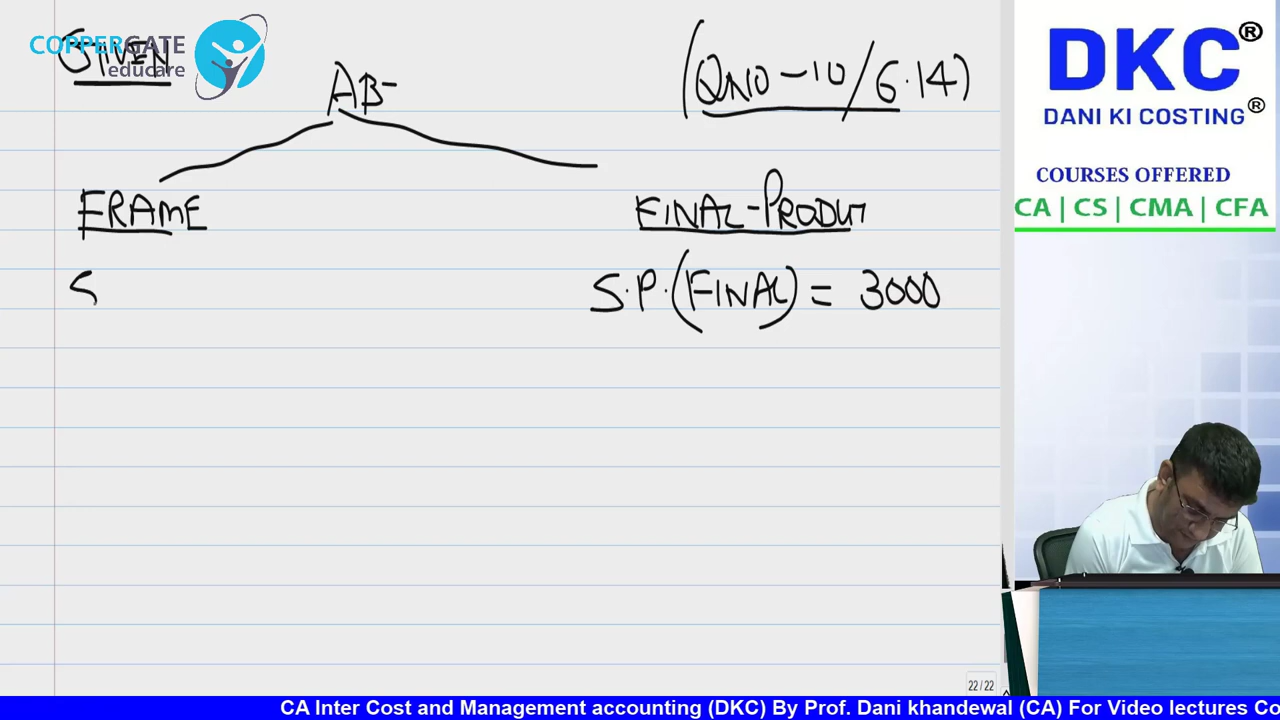 GIVEN
COPPERGATE
educare
AB-
(QNO-10/6.14)
FRAME
FINAL-PRODUT
S
S.P.(FINAL) = 3000
22/22
DKC®
DANI KI COSTING®
COURSES OFFERED
CA | CS | CMA | CFA
CA Inter Cost and Management accounting (DKC) By Prof. Dani khandewal (CA) For Video lectures Co